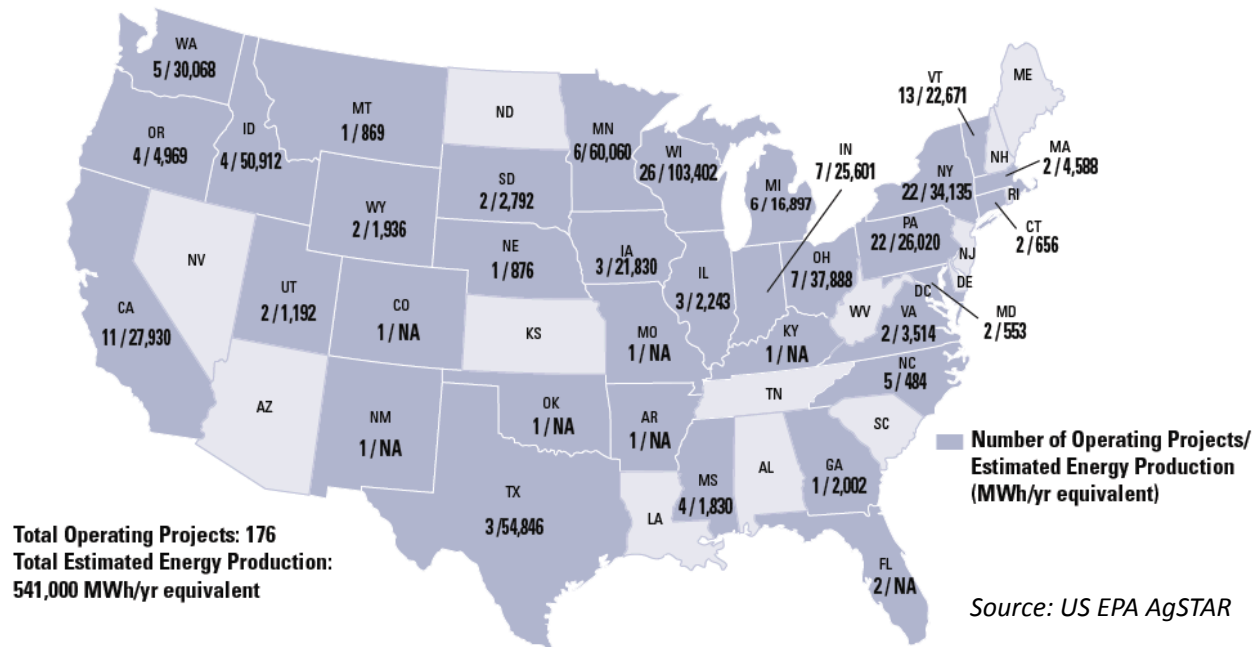 WA
5 / 30,068
OR
4 / 4,969
ID
4 / 50,912
MT
1 / 869
ND
MN
6/ 60,060
WI
26 / 103,402
MI
6 / 16,897
IN
7 / 25,601
VT
13 / 22,671
ME
NH
MA
2 / 4,588
NY
22 / 34,135
RI
CT
2 / 656
PA
22 / 26,020
NJ
DE
DC
MD
2 / 553
SD
2 / 2,792
WY
2 / 1,936
NE
1 / 876
IA
3 / 21,830
IL
3 / 2,243
OH
7 / 37,888
WV
VA
2 / 3,514
NV
UT
2 / 1,192
CO
1 / NA
CA
11 / 27,930
KS
MO
1 / NA
KY
1 / NA
NC
5 / 484
TN
SC
AZ
NM
1 / NA
OK
1 / NA
AR
1 / NA
MS
4 / 1,830
AL
GA
1 / 2,002
TX
3 /54,846
LA
FL
2 / NA
Number of Operating Projects/
Estimated Energy Production
(MWh/yr equivalent)
Total Operating Projects: 176
Total Estimated Energy Production:
541,000 MWh/yr equivalent
Source: US EPA AgSTAR